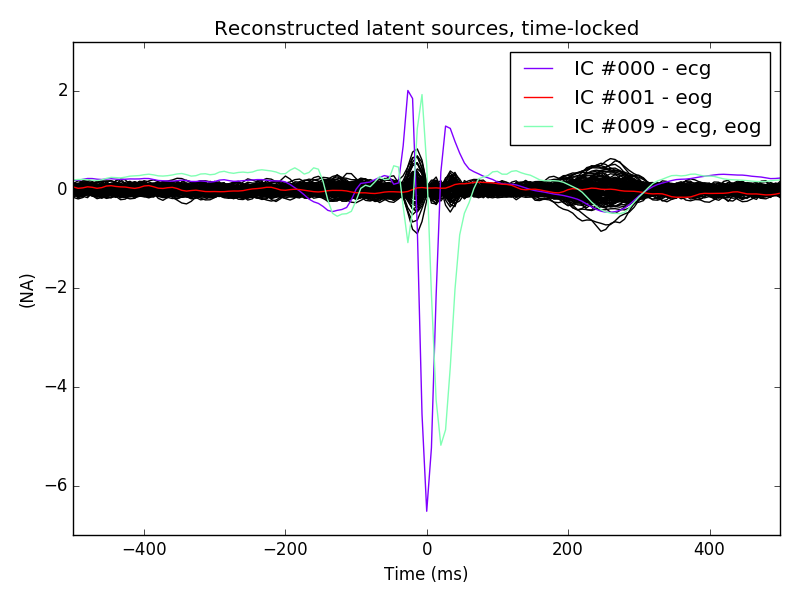 Reconstructed latent sources, time-locked
IC #000 - ecg
IC #001 - eog
IC #009 - ecg, eog
2
0
−2
−4
−6
(NA)
−400 −200 0 200 400
Time (ms)